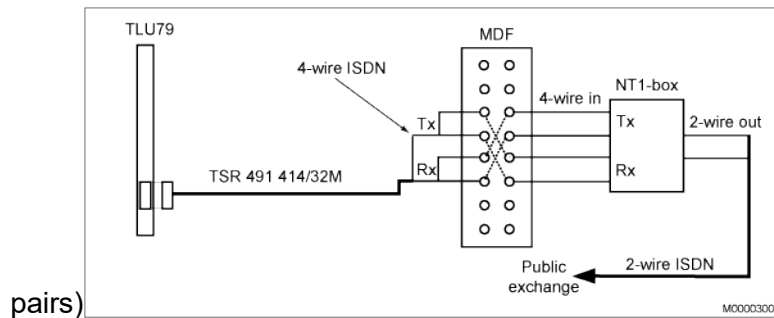 TLU79
MDF
4-wire ISDN
NT1-box
4-wire in
2-wire out
Tx
Tx
Rx
Rx
TSR 491 414/32M
Public
exchange
2-wire ISDN
pairs)
M0000300